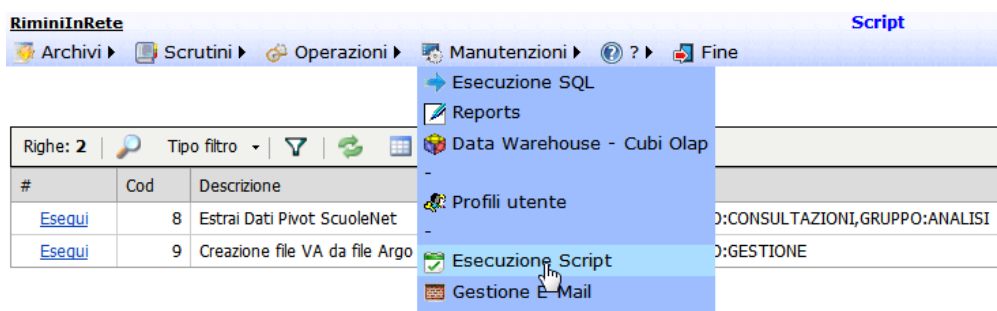 RiminiInRete
Script
Archivi Scrutini Operazioni Manutenzioni ? Fine
Esecuzione SQL
Reports
Data Warehouse - Cubi Olap
-
Profili utente
-
Esecuzione Script
Gestione E-Mail
Righe: 2 Tipo filtro
# Cod Descrizione
Esegui 8 Estrai Dati Pivot ScuoleNet O:CONSULTAZIONI,GRUPPO:ANALISI
Esegui 9 Creazione file VA da file Argo O:GESTIONE